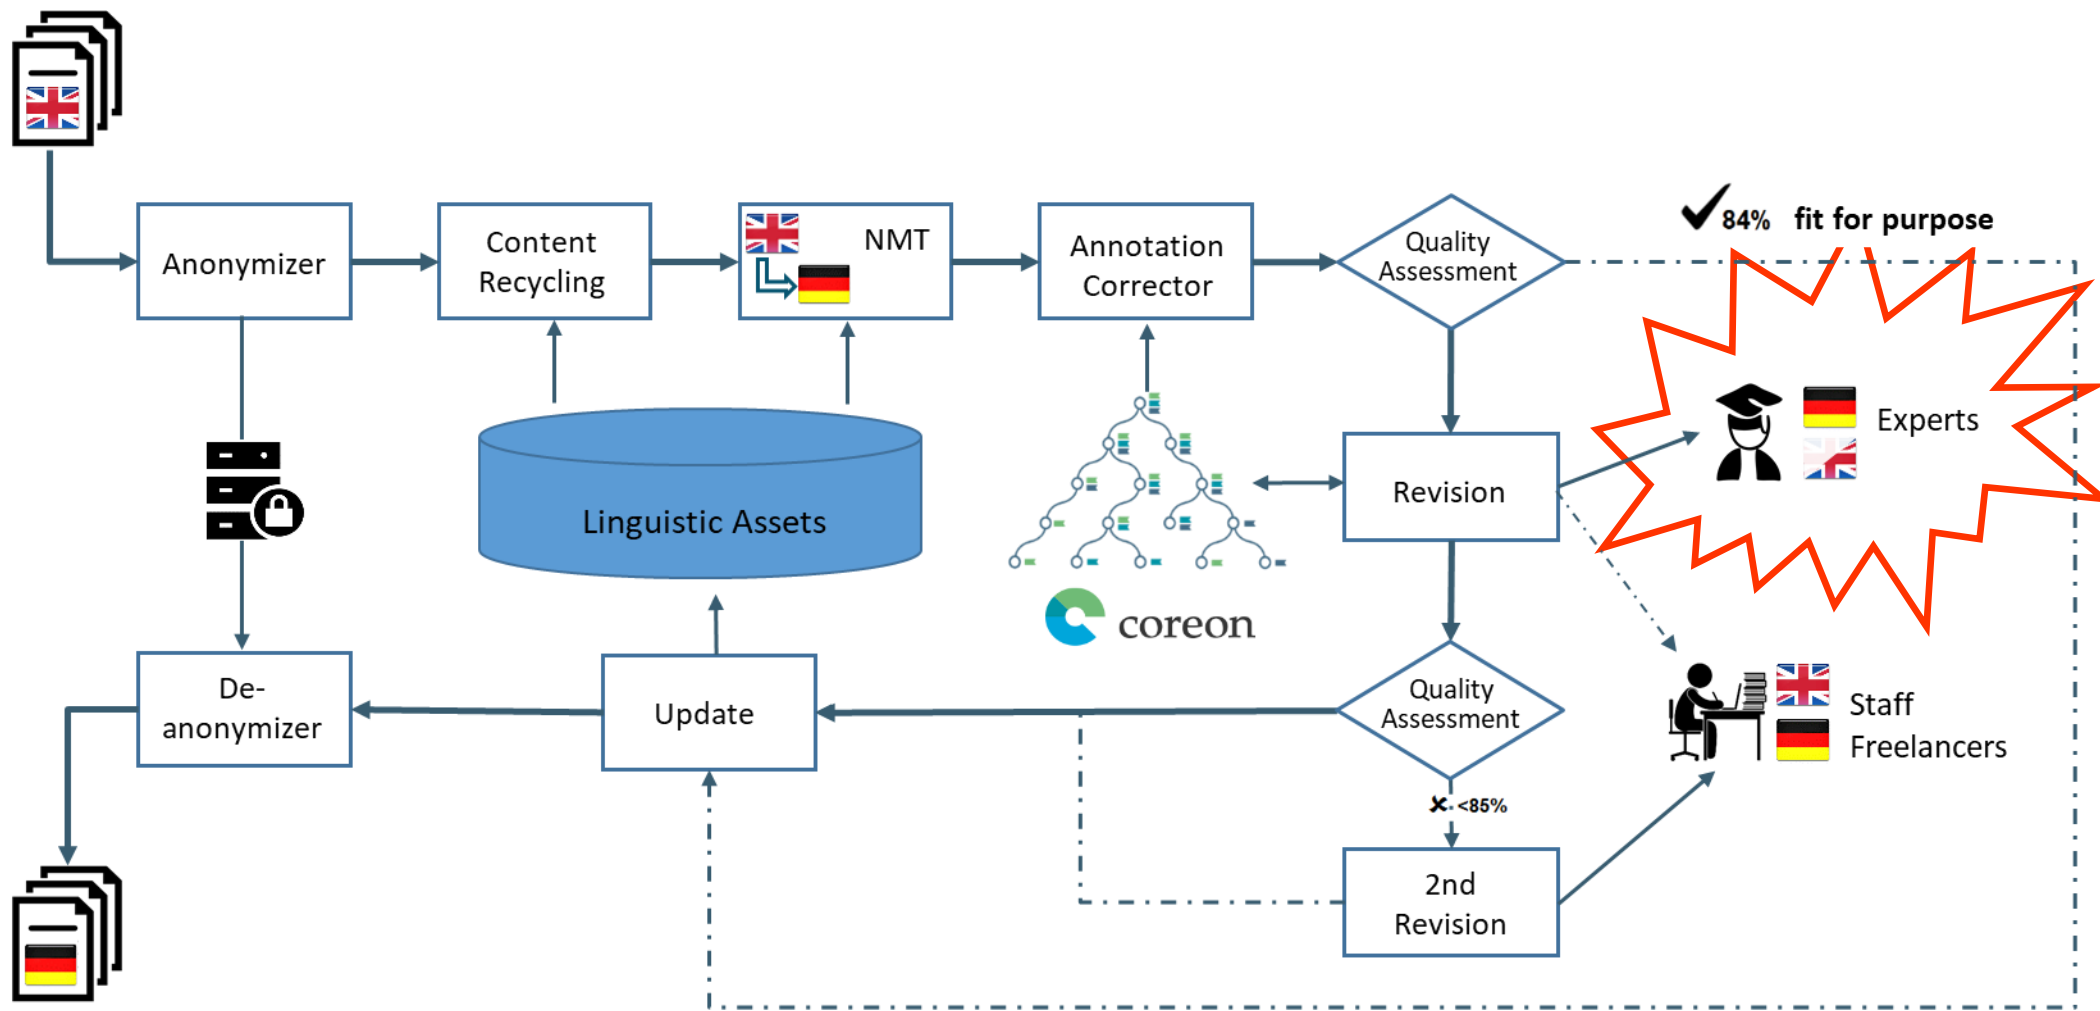 84% fit for purpose
Anonymizer
Content
Recycling
NMT
Annotation
Corrector
Quality
Assessment
Experts
Revision
Linguistic Assets
coreon
De-
anonymizer
Update
Quality
Assessment
Staff
Freelancers
<85%
2nd
Revision